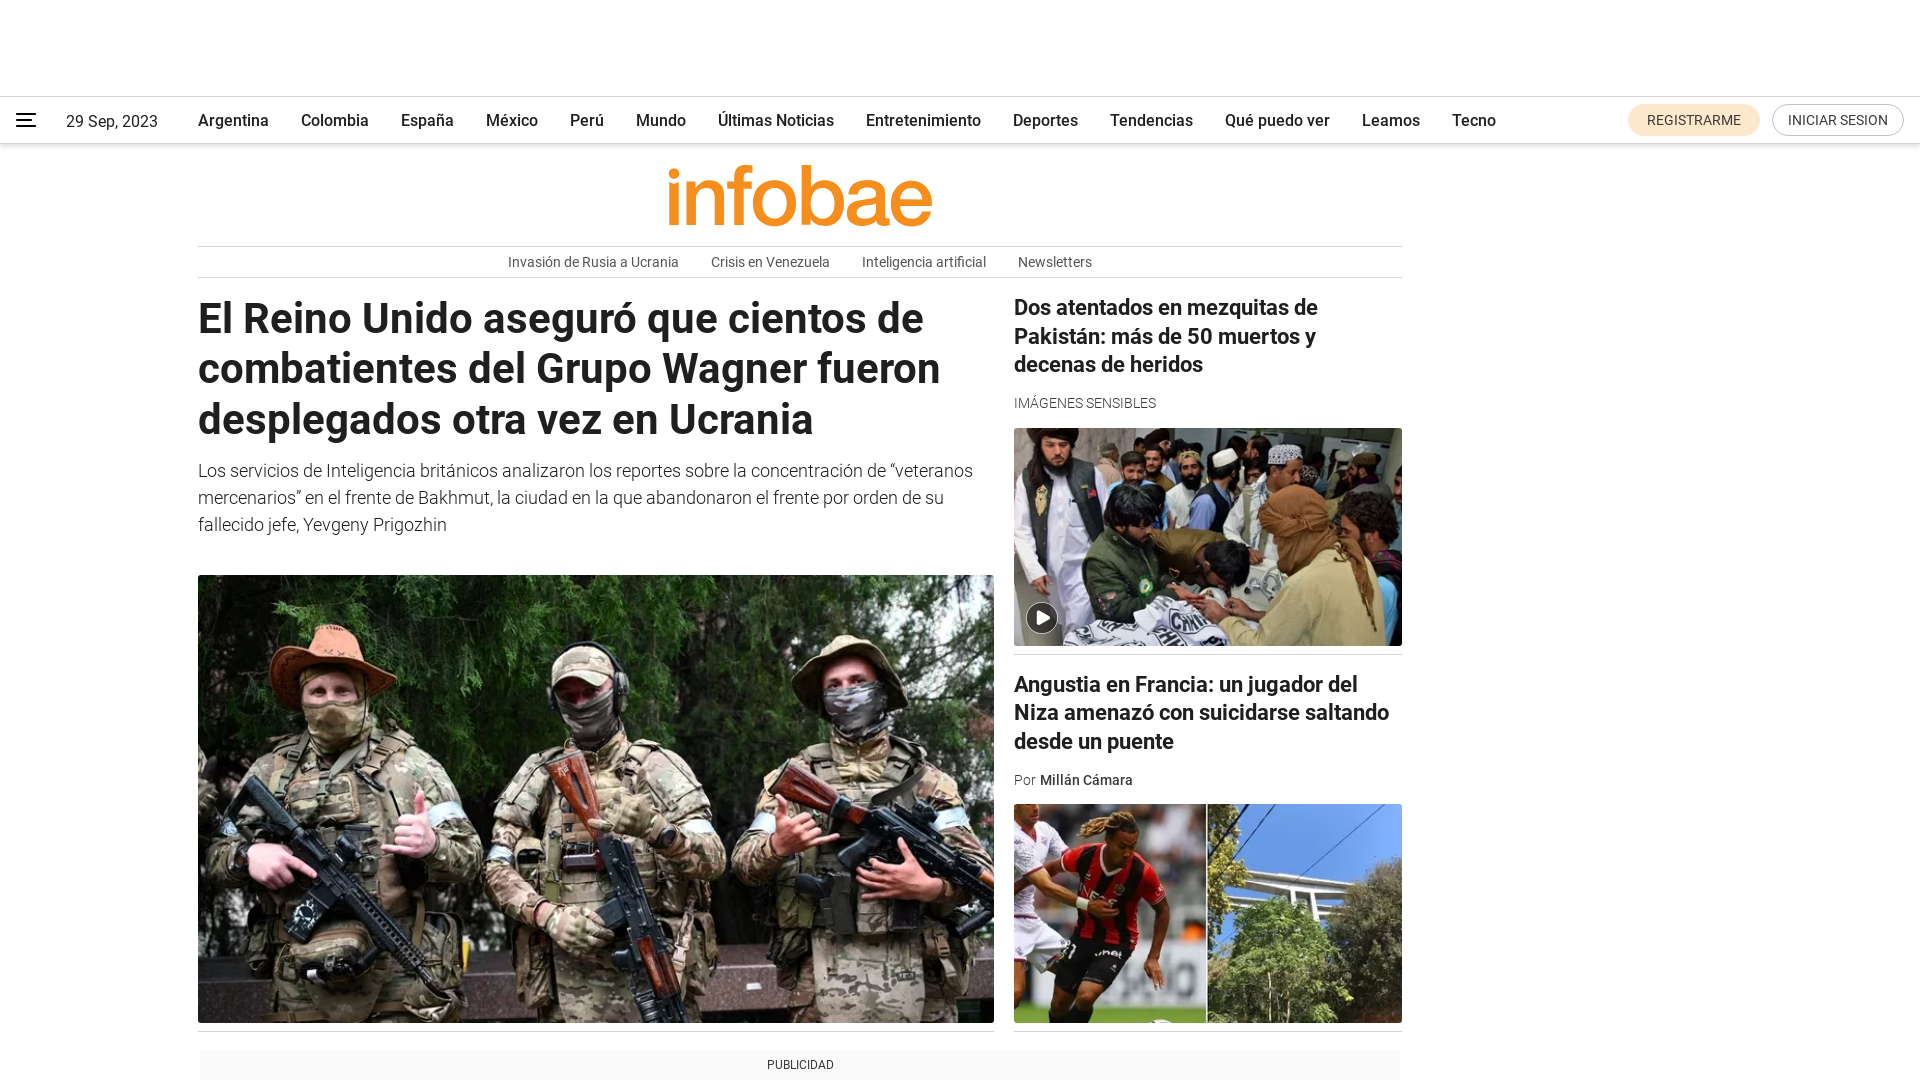 29 Sep, 2023
Argentina
Colombia
España
México
Perú
Mundo
Últimas Noticias
Entretenimiento
Deportes
Tendencias
Qué puedo ver
Leamos
Tecno
REGISTRARME
INICIAR SESION
infobae
Invasión de Rusia a Ucrania
Crisis en Venezuela
Inteligencia artificial
Newsletters
El Reino Unido aseguró que cientos de
combatientes del Grupo Wagner fueron
desplegados otra vez en Ucrania
Los servicios de Inteligencia británicos analizaron los reportes sobre la concentración de “veteranos
mercenarios” en el frente de Bakhmut, la ciudad en la que abandonaron el frente por orden de su
fallecido jefe, Yevgeny Prigozhin
Dos atentados en mezquitas de
Pakistán: más de 50 muertos y
decenas de heridos
IMÁGENES SENSIBLES
Angustia en Francia: un jugador del
Niza amenazó con suicidarse saltando
desde un puente
Por Millán Cámara
PUBLICIDAD